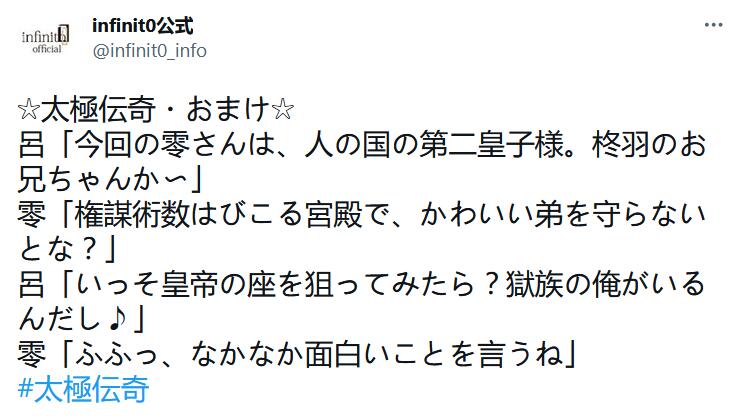 infinit0
official
infinit0公式
@infinit0_info
☆太極伝奇・おまけ☆
呂「今回の零さんは、人の国の第二皇子様。柊羽のお
兄ちゃんか〜」
零「権謀術数はびこる宮殿で、かわいい弟を守らない
とな？」
呂「いっそ皇帝の座を狙ってみたら？獄族の俺がいる
んだし♪」
零「ふふっ、なかなか面白いことを言うね」
#太極伝奇